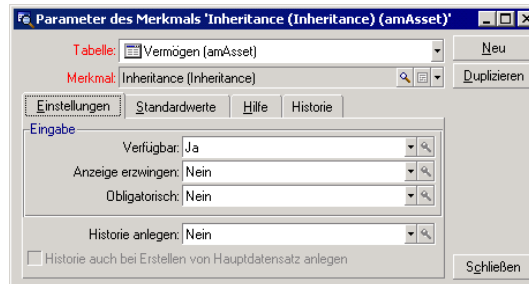 Parameter des Merkmals 'Inheritance (Inheritance) (amAsset)'
Tabelle: Vermögen (amAsset)
Neu
Merkmal: Inheritance (Inheritance)
Duplizieren
Einstellungen Standardwerte Hilfe Historie
Eingabe
Verfügbar: Ja
Anzeige erzwingen: Nein
Obligatorisch: Nein
Historie anlegen: Nein
Historie auch bei Erstellen von Hauptdatensatz anlegen
Schließen